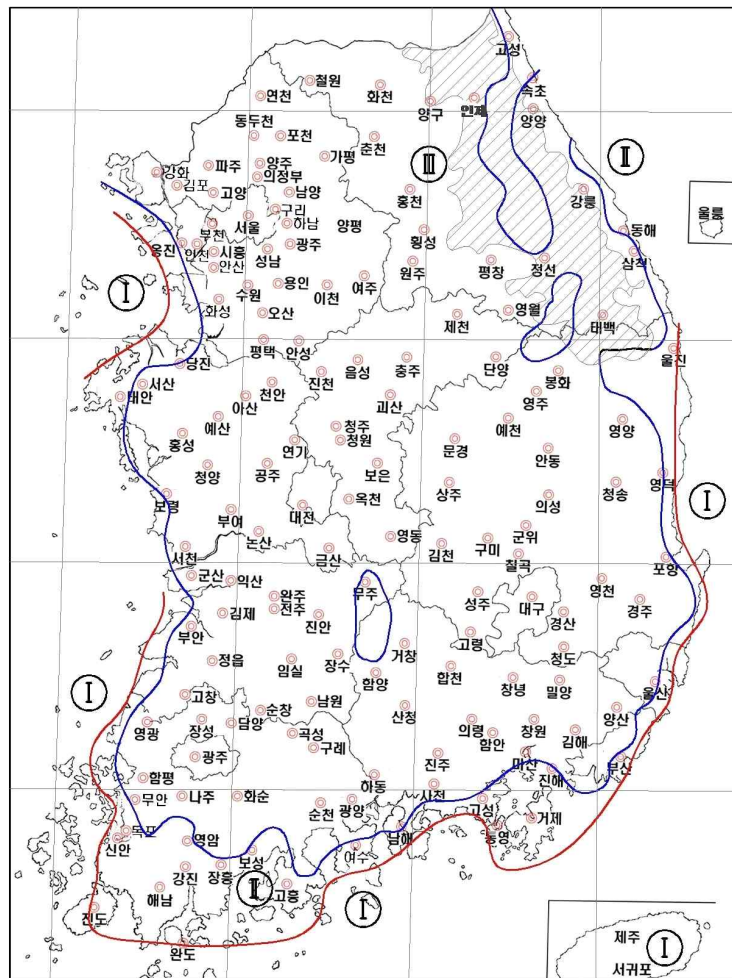 고성
철원
화천
속초
연천
양구
인제
양양
동두천
포천
춘천
가평
양주
파주
의정부
강화
김포
고양
남양
홍천
Ⅲ
Ⅱ
강릉
구리
서울
하남
양평
부천
횡성
동해
울릉
옹진
인천
시흥
안산
성남
광주
원주
평창
정선
삼척
Ⅰ
화성
수원
용인
이천
여주
오산
제천
영월
태백
평택
안성
울진
당진
서산
태안
진천
음성
충주
단양
봉화
천안
아산
괴산
영주
예산
홍성
청주
청원
연기
예천
영양
문경
안동
청양
공주
보은
상주
영덕
청송
의성
보령
부여
대전
옥천
Ⅰ
논산
영동
김천
구미
군위
서천
금산
칠곡
포항
군산
익산
무주
영천
완주
전주
김제
진안
성주
대구
경산
경주
부안
고령
정읍
임실
장수
거창
청도
함양
합천
창녕
밀양
울산
고창
Ⅰ
순창
남원
산청
영광
장성
담양
곡성
의령
창원
양산
함안
김해
광주
구례
진주
마산
부산
함평
하동
진해
무안
나주
화순
순천
광양
사천
고성
거제
목포
신안
영암
여수
남해
통영
보성
강진
장흥
Ⅱ
고흥
해남
Ⅰ
진도
완도
제주
Ⅰ
서귀포